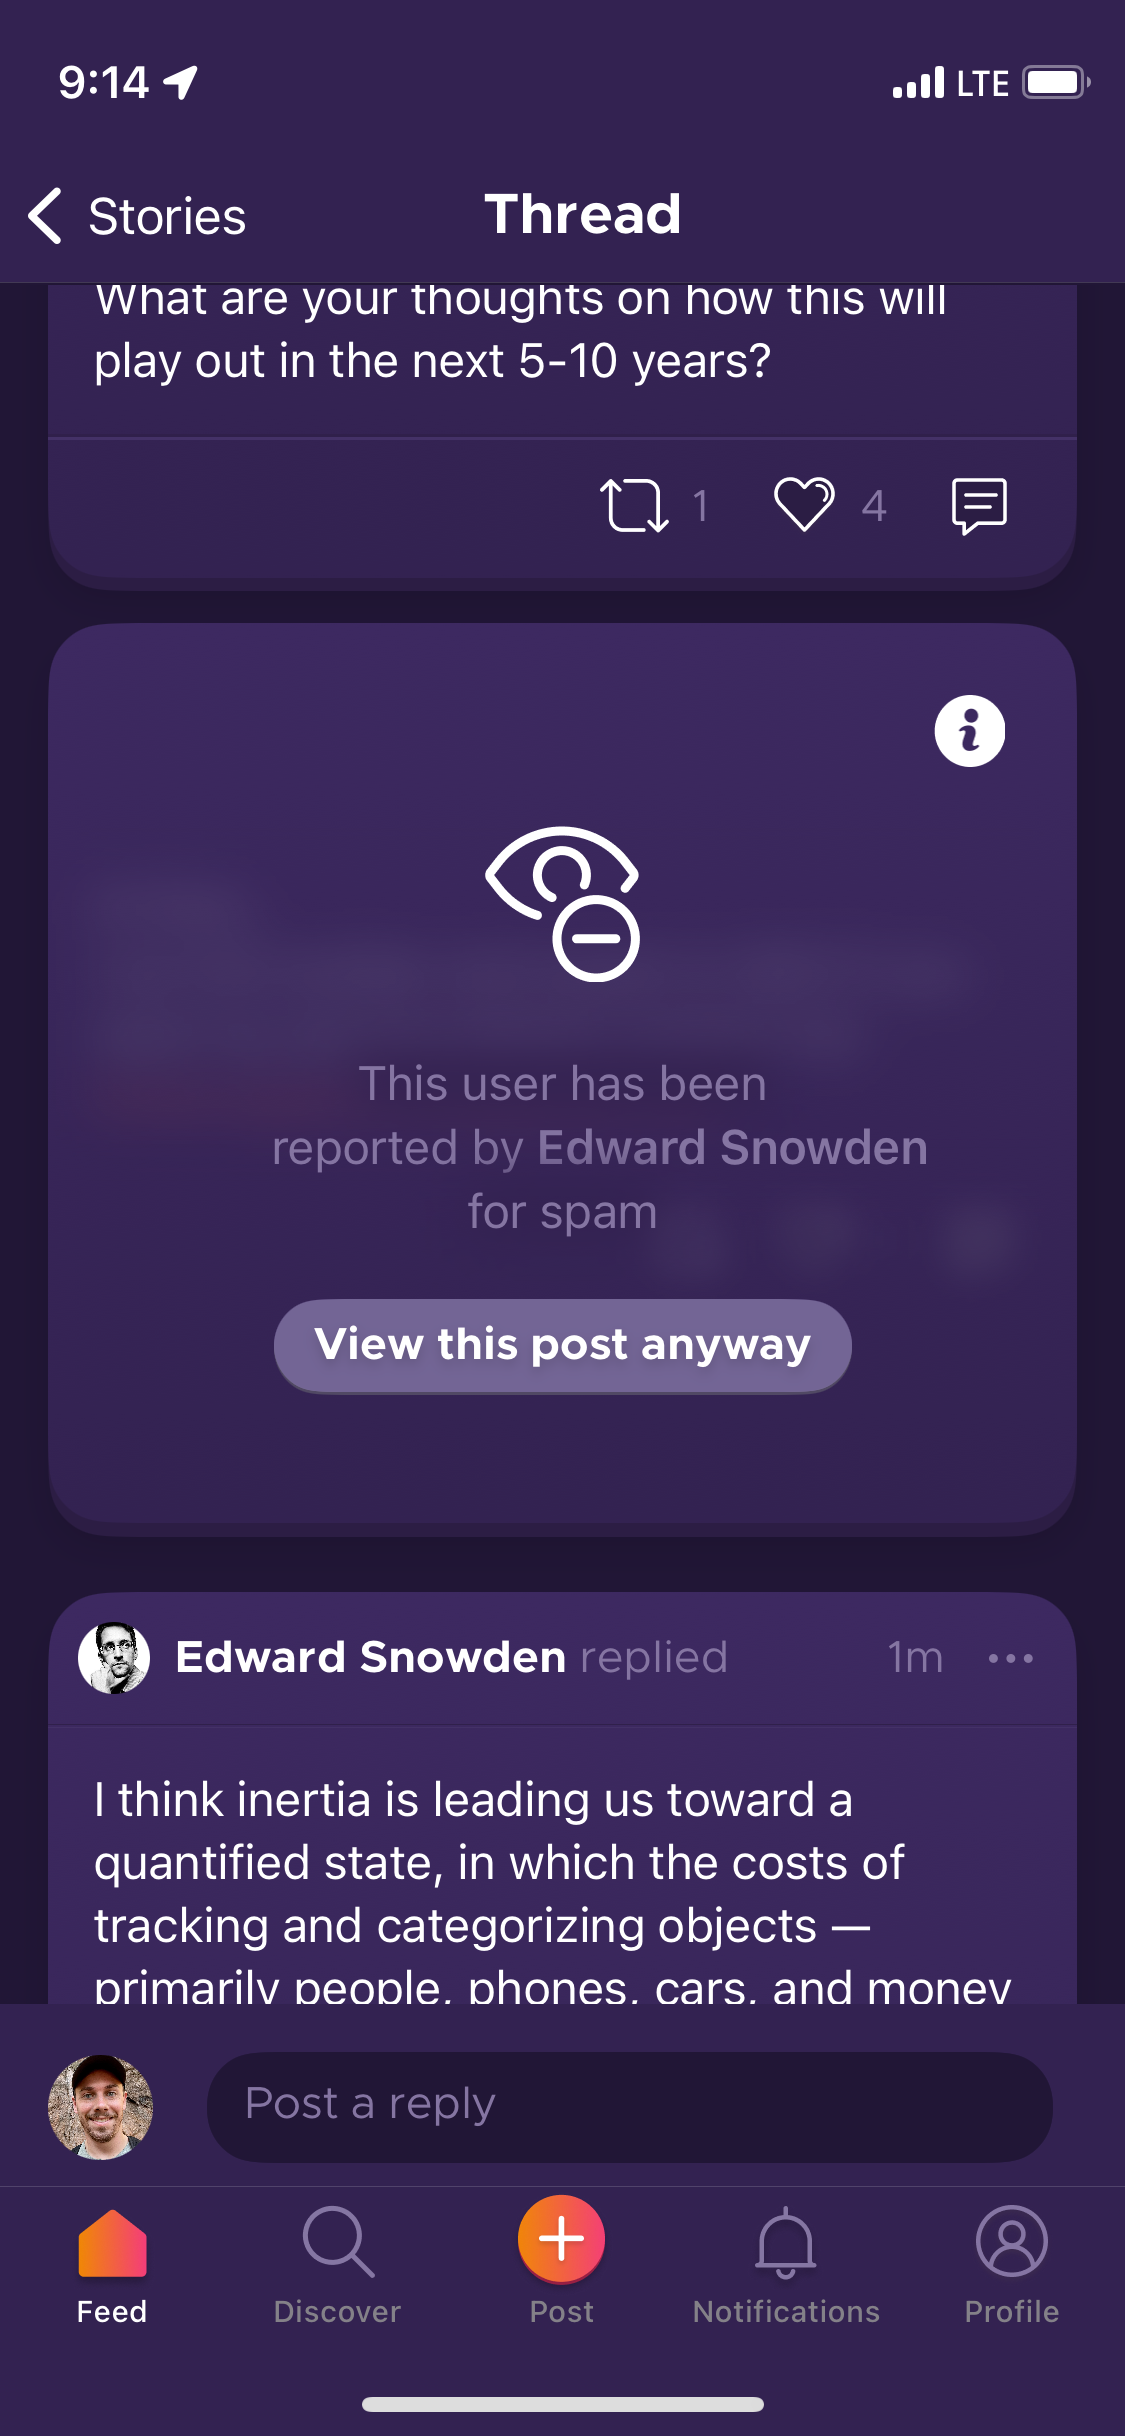 9:14
LTE
Stories
Thread
What are your thoughts on how this will
play out in the next 5-10 years?
1
4
This user has been
reported by Edward Snowden
for spam
View this post anyway
Edward Snowden replied
1m
I think inertia is leading us toward a
quantified state, in which the costs of
tracking and categorizing objects —
primarily people, phones, cars, and money
Post a reply
Feed
Discover
Post
Notifications
Profile